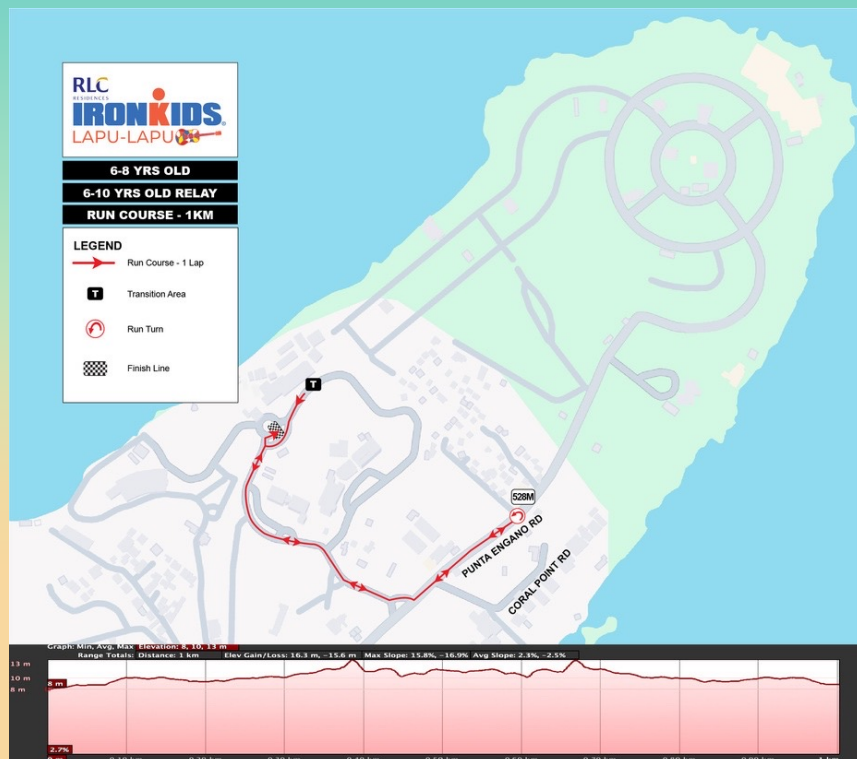 RLC
RESIDENCES
IRONKIDS®
LAPU-LAPU
6-8 YRS OLD
6-10 YRS OLD RELAY
RUN COURSE - 1KM
LEGEND
Run Course - 1 Lap
T
Transition Area
Run Turn
Finish Line
T
528M
PUNTA ENGANO RD
CORAL POINT RD
Graph: Min, Avg, Max Elevation: 8, 10, 13 m
Range Totals: Distance: 1 km Elev Gain/Loss: 16.3 m, -15.6 m Max Slope: 15.8%, -16.9% Avg Slope: 2.3%, -2.5%
13 m
10 m
8 m
8 m
2.7%